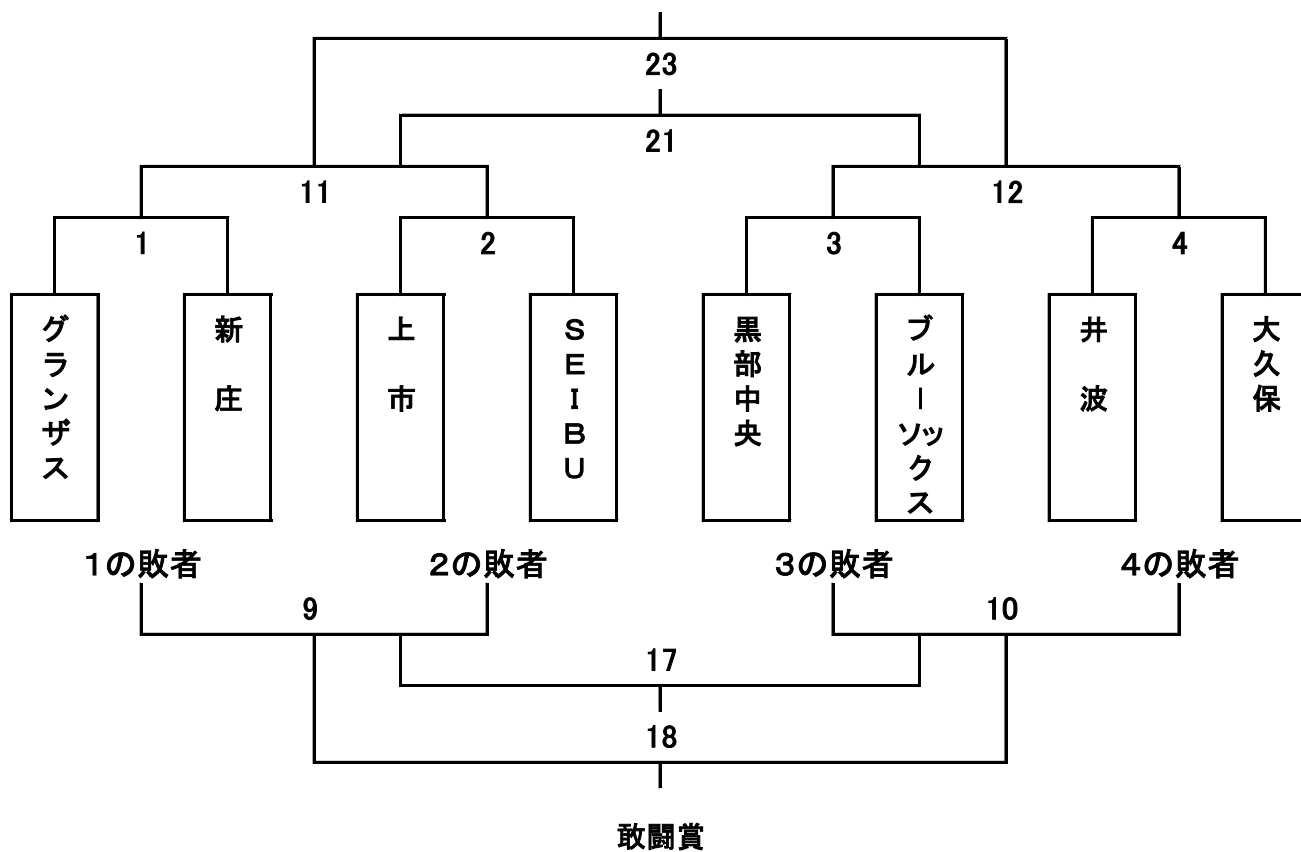 23
21
11
12
1
2
3
4
グランザス
新庄
上市
SEIBU
黒部中央
ブルーソックス
井波
大久保
1の敗者
2の敗者
3の敗者
4の敗者
9
10
17
18
敢闘賞